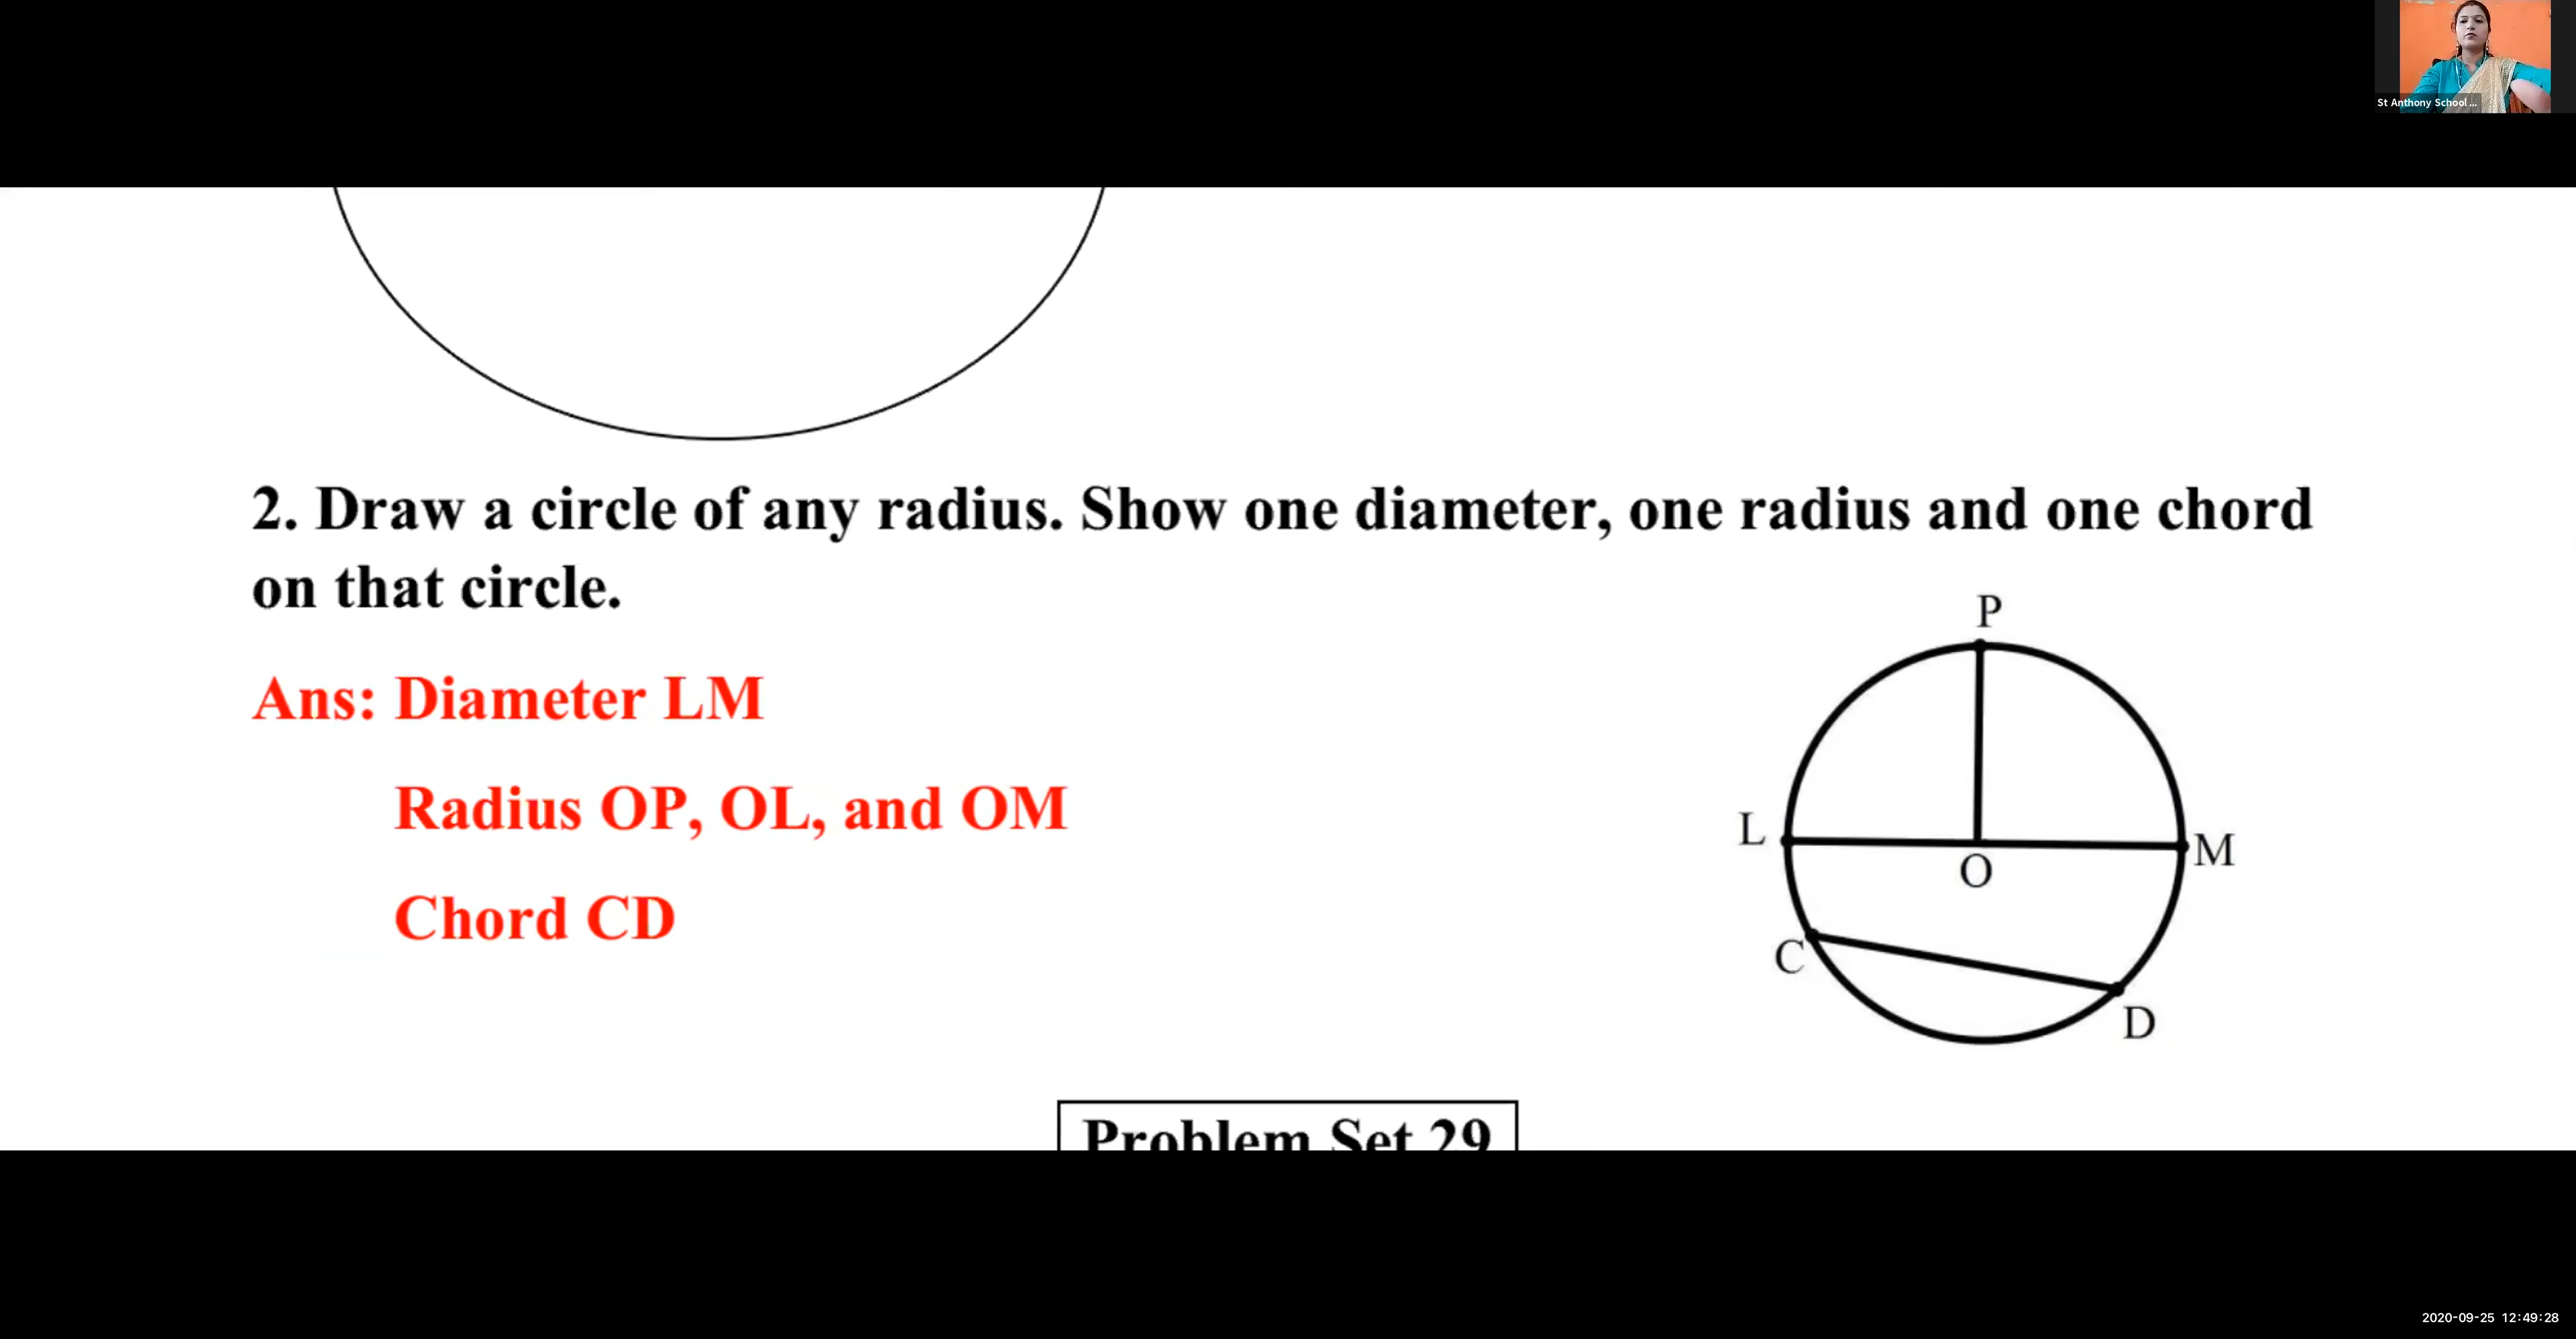 St Anthony School ...
2. Draw a circle of any radius. Show one diameter, one radius and one chord
on that circle.
Ans: Diameter LM
Radius OP, OL, and OM
Chord CD
P
L
O
M
C
D
Problem Set 29
2020-09-25 12:49:28